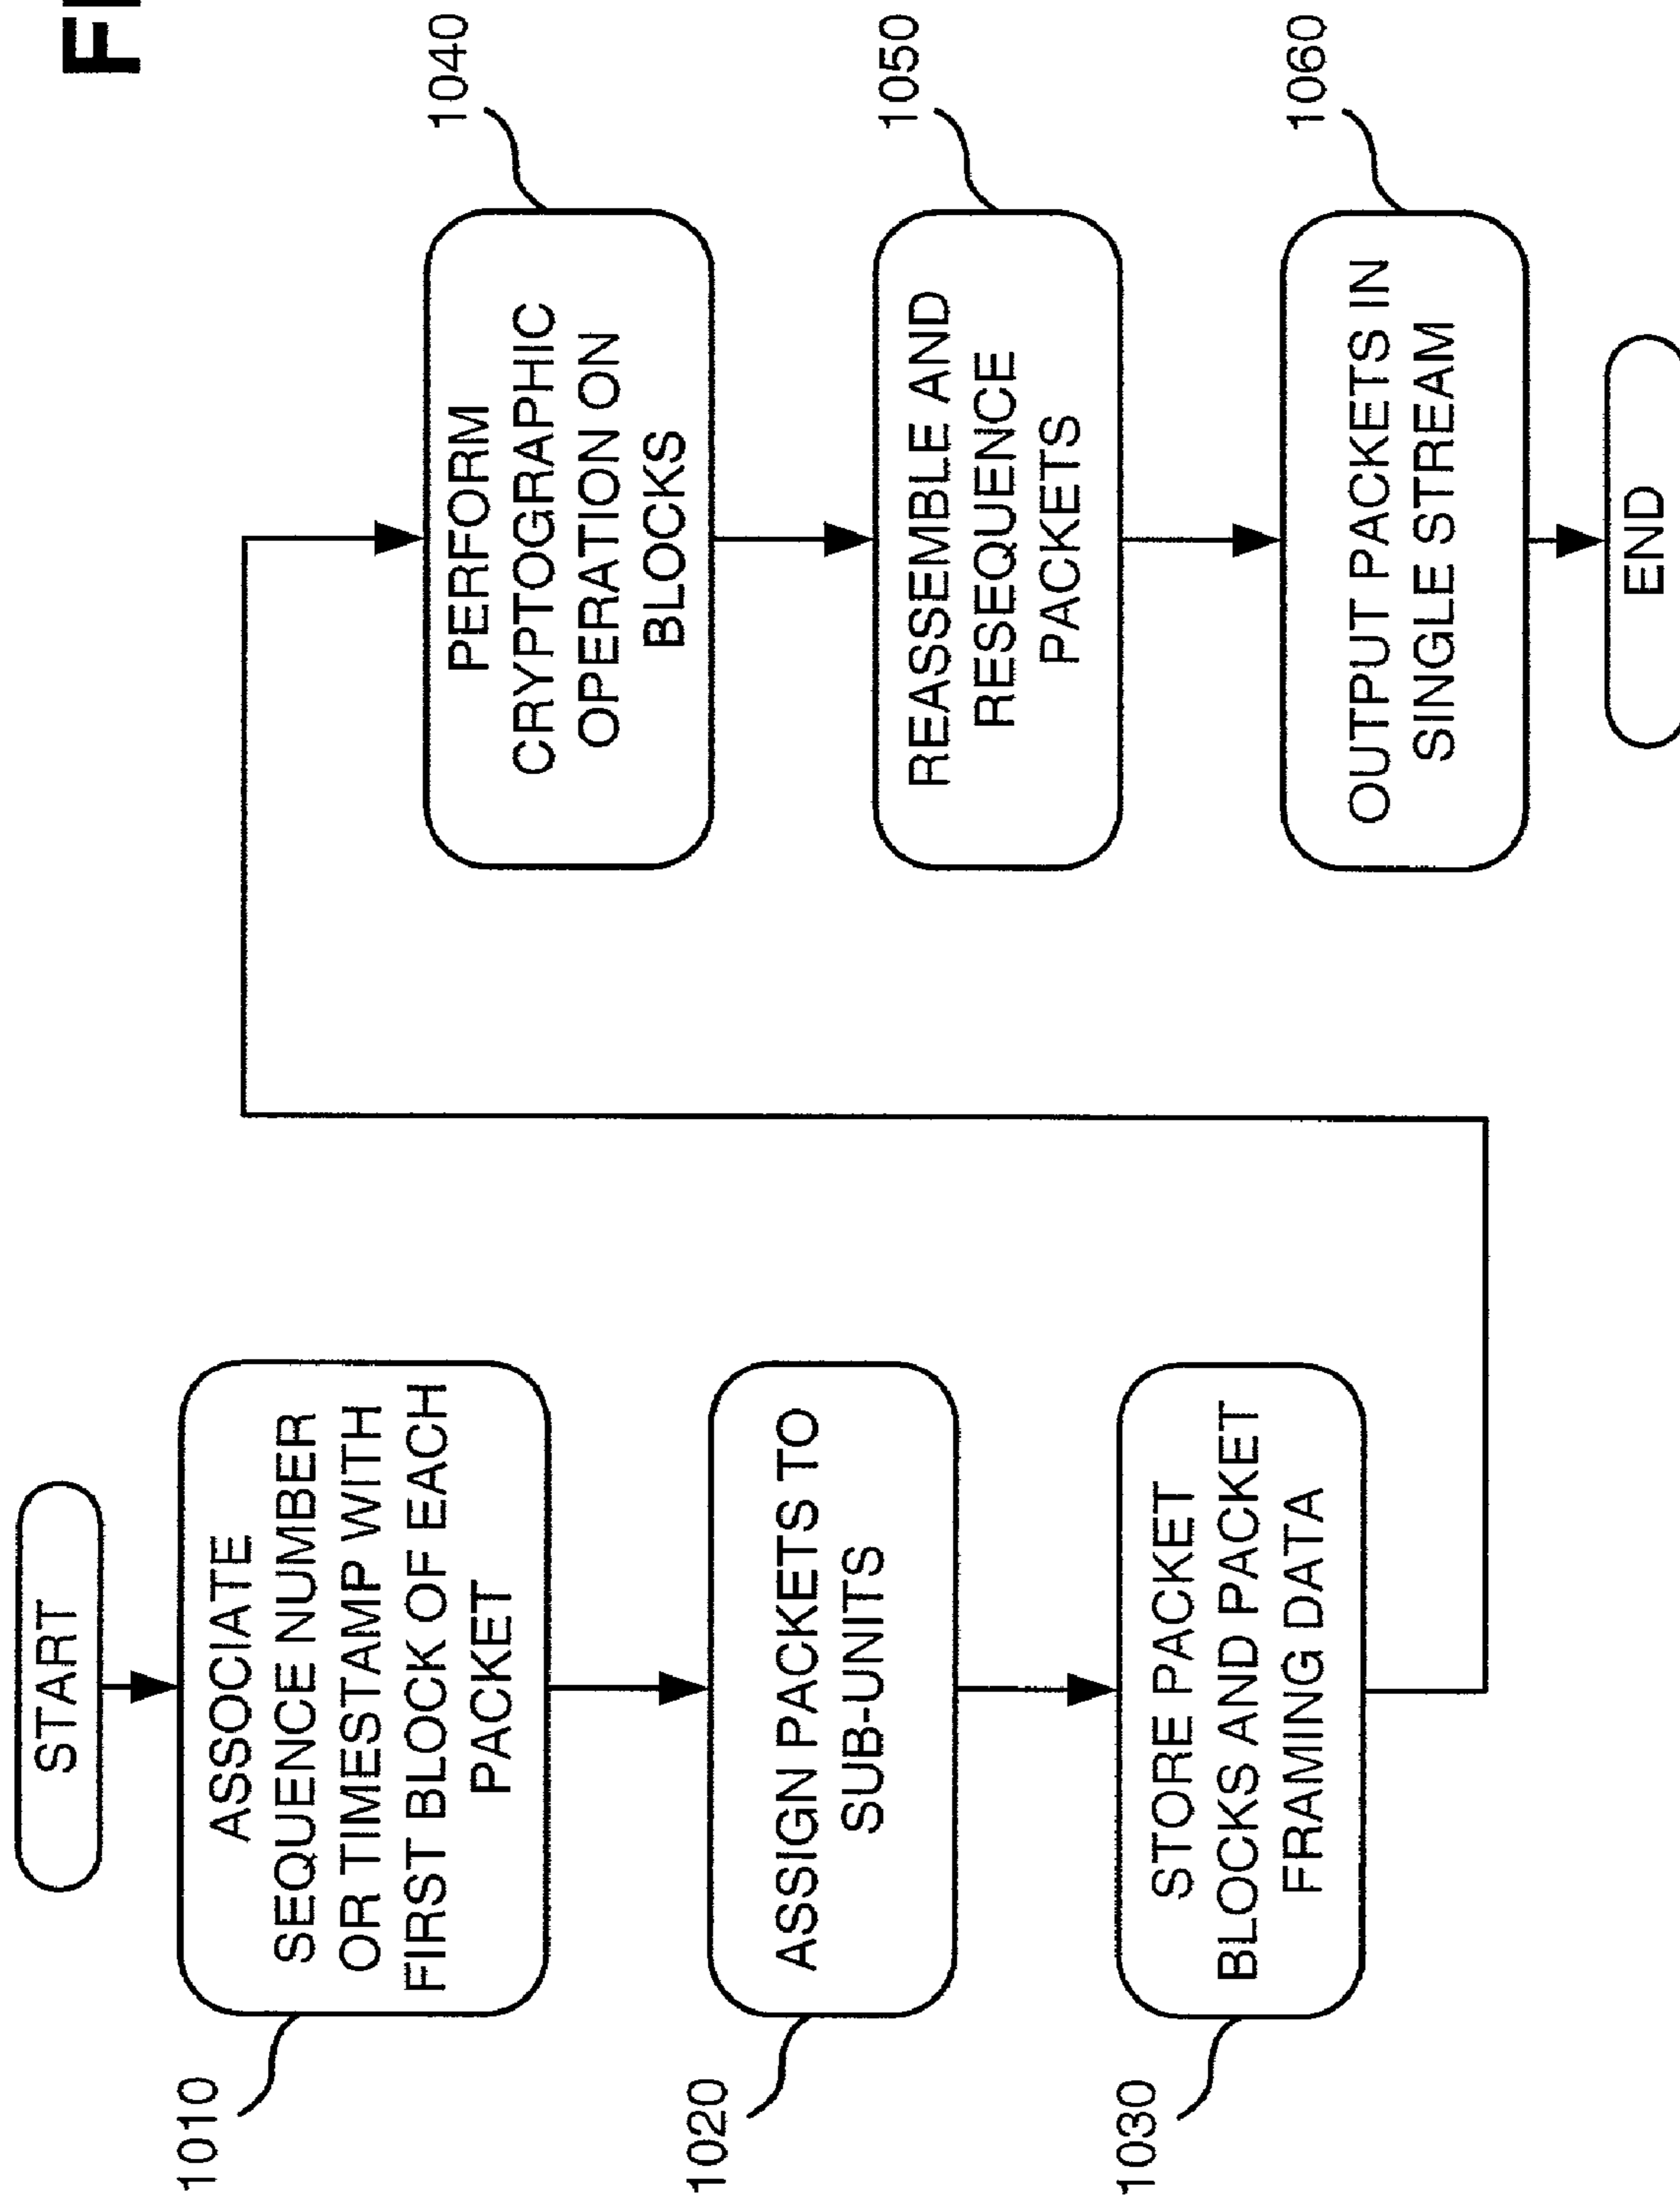 START
ASSOCIATE
SEQUENCE NUMBER
OR TIMESTAMP WITH
FIRST BLOCK OF EACH
PACKET
1010
ASSIGN PACKETS TO
SUB-UNITS
1020
STORE PACKET
BLOCKS AND PACKET
FRAMING DATA
1030
PERFORM
CRYPTOGRAPHIC
OPERATION ON
BLOCKS
1040
REASSEMBLE AND
RESEQUENCE
PACKETS
1050
OUTPUT PACKETS IN
SINGLE STREAM
1060
END